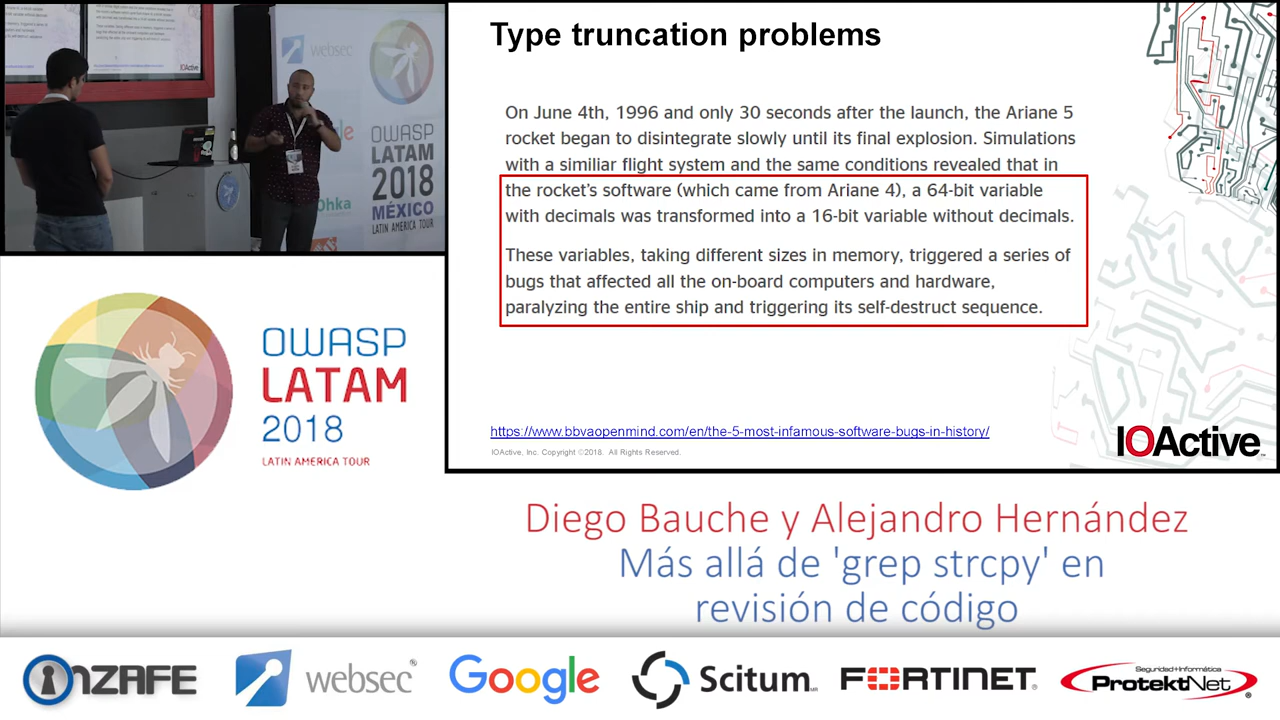 Type truncation problems
On June 4th, 1996 and only 30 seconds after the launch, the Ariane 5
rocket began to disintegrate slowly until its final explosion. Simulations
with a similiar flight system and the same conditions revealed that in
the rocket's software (which came from Ariane 4), a 64-bit variable
with decimals was transformed into a 16-bit variable without decimals.
These variables, taking different sizes in memory, triggered a series of
bugs that affected all the on-board computers and hardware,
paralyzing the entire ship and triggering its self-destruct sequence.
https://www.bbvaopenmind.com/en/the-5-most-infamous-software-bugs-in-history/
IOActive, Inc. Copyright ©2018. All Rights Reserved.
IOActive™
IOActive
websec
OWASP
LATAM
2018
MÉXICO
LATIN AMERICA TOUR
Ohka
OWASP
LATAM
2018
LATIN AMERICA TOUR
Diego Bauche y Alejandro Hernández
Más allá de 'grep strcpy' en
revisión de código
ONZAFE
websec®
Google
Scitum MR
FORTINET®
Seguridad+Informática
ProtektNet®